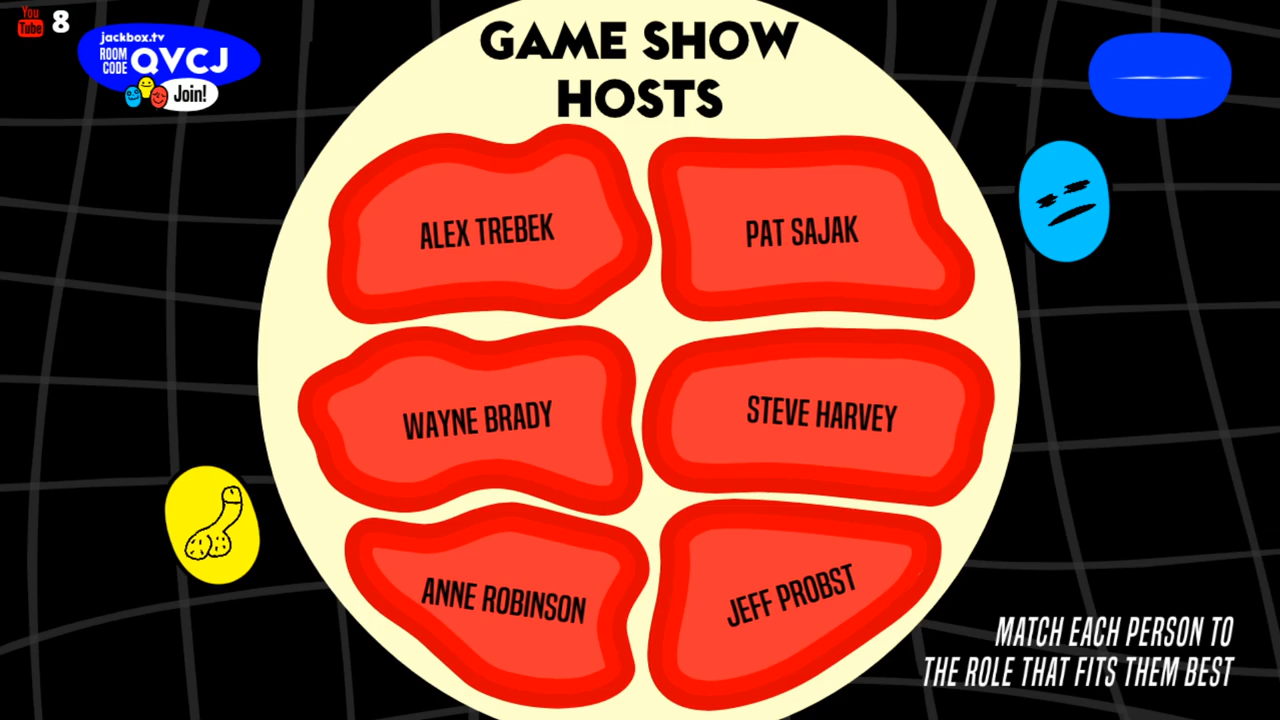 You
Tube
8
jackbox.tv
ROOM
CODE
QVCJ
Join!
GAME SHOW
HOSTS
ALEX TREBEK
PAT SAJAK
WAYNE BRADY
STEVE HARVEY
ANNE ROBINSON
JEFF PROBST
MATCH EACH PERSON TO
THE ROLE THAT FITS THEM BEST